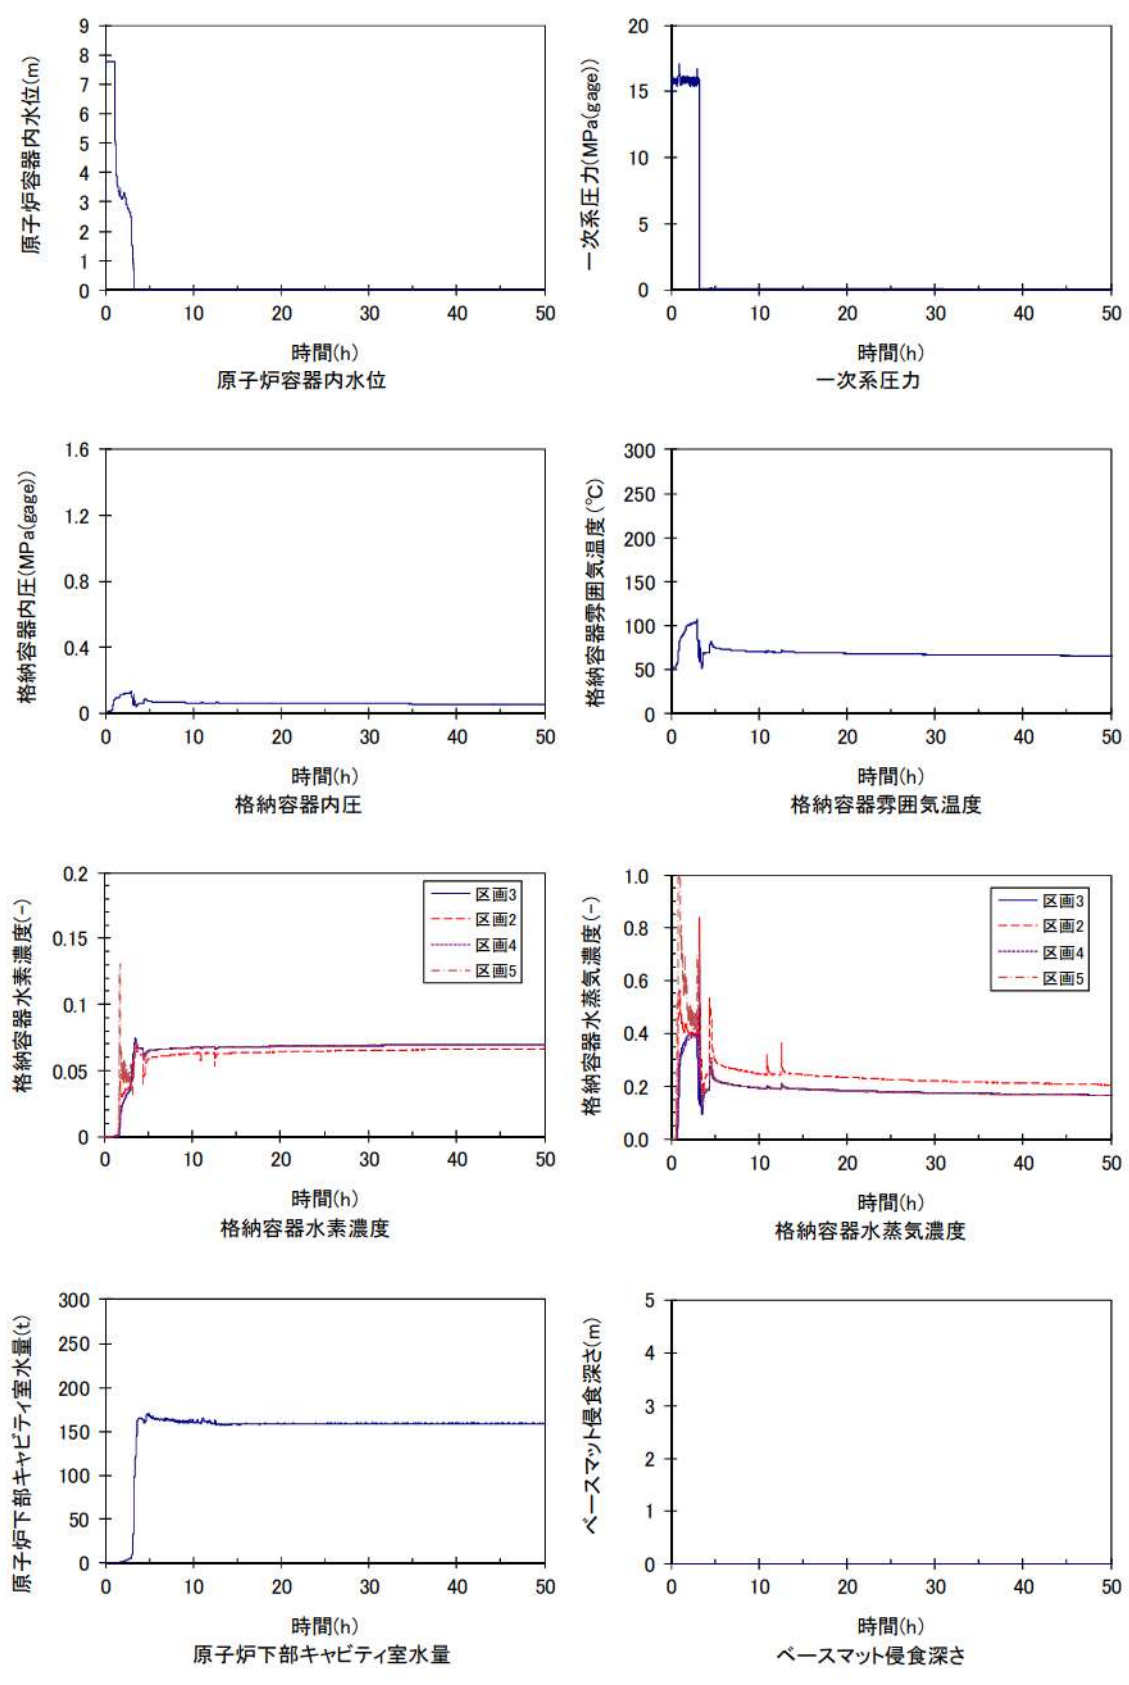 原子炉容器内水位(m)
9
8
7
6
5
4
3
2
1
0
0 10 20 30 40 50
時間(h)
原子炉容器内水位
一次系圧力(MPa(gage))
20
15
10
5
0
0 10 20 30 40 50
時間(h)
一次系圧力
格納容器内圧(MPa(gage))
1.6
1.2
0.8
0.4
0
0 10 20 30 40 50
時間(h)
格納容器内圧
格納容器雰囲気温度(℃)
300
250
200
150
100
50
0
0 10 20 30 40 50
時間(h)
格納容器雰囲気温度
格納容器水素濃度(-)
0.2
0.15
0.1
0.05
0
区画3
区画2
区画4
区画5
0 10 20 30 40 50
時間(h)
格納容器水素濃度
格納容器水蒸気濃度(-)
1.0
0.8
0.6
0.4
0.2
0.0
区画3
区画2
区画4
区画5
0 10 20 30 40 50
時間(h)
格納容器水蒸気濃度
原子炉下部キャビティ室水量(t)
300
250
200
150
100
50
0
0 10 20 30 40 50
時間(h)
原子炉下部キャビティ室水量
ベースマット侵食深さ(m)
5
4
3
2
1
0
0 10 20 30 40 50
時間(h)
ベースマット侵食深さ